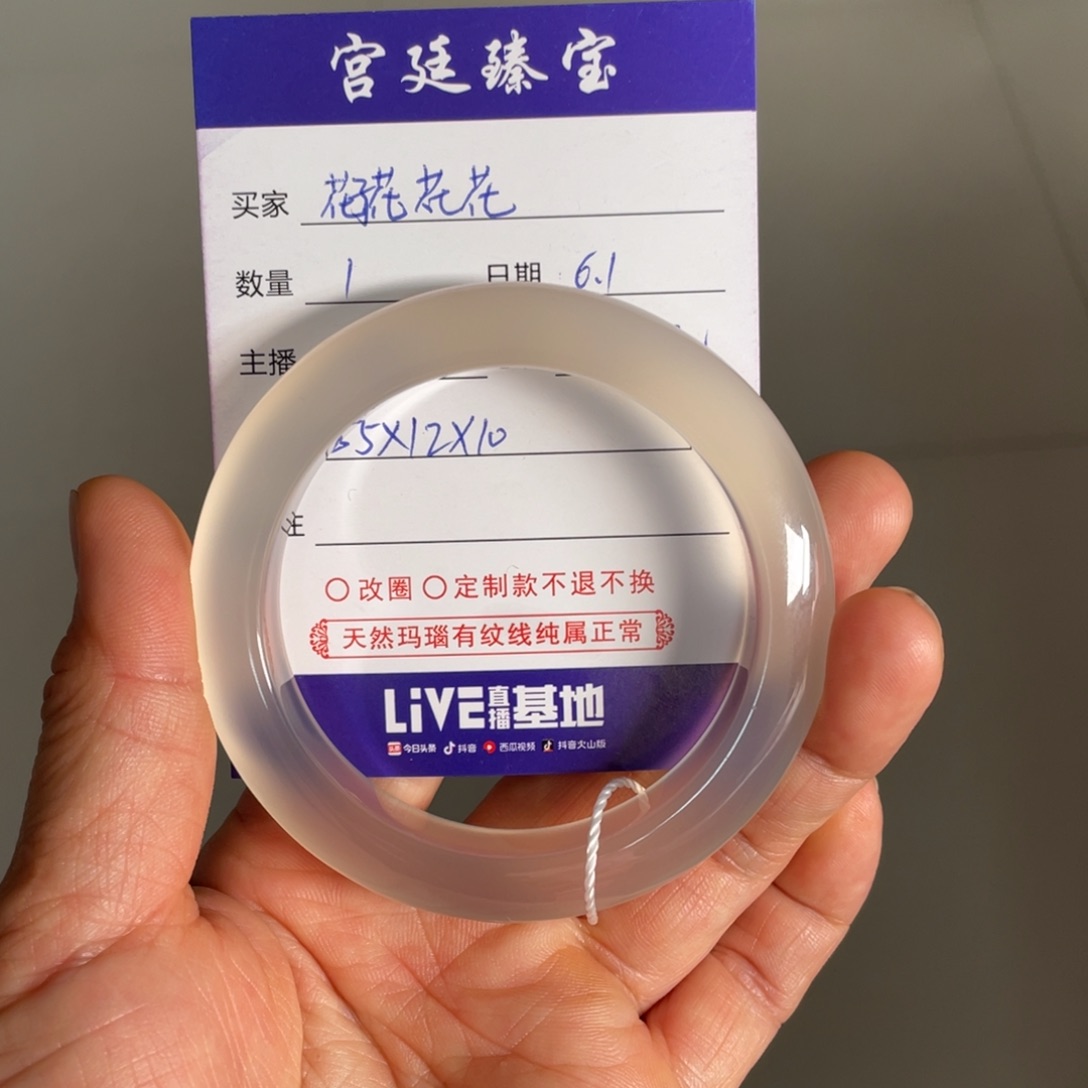 宫廷臻宝
买家 花花花花
数量 1 日期 6.1
主播
55X12X10
注
○改圈○定制款不退不换
天然玛瑙有纹线纯属正常
LiVE直播基地
头条 今日头条 抖音 西瓜视频 抖音火山版